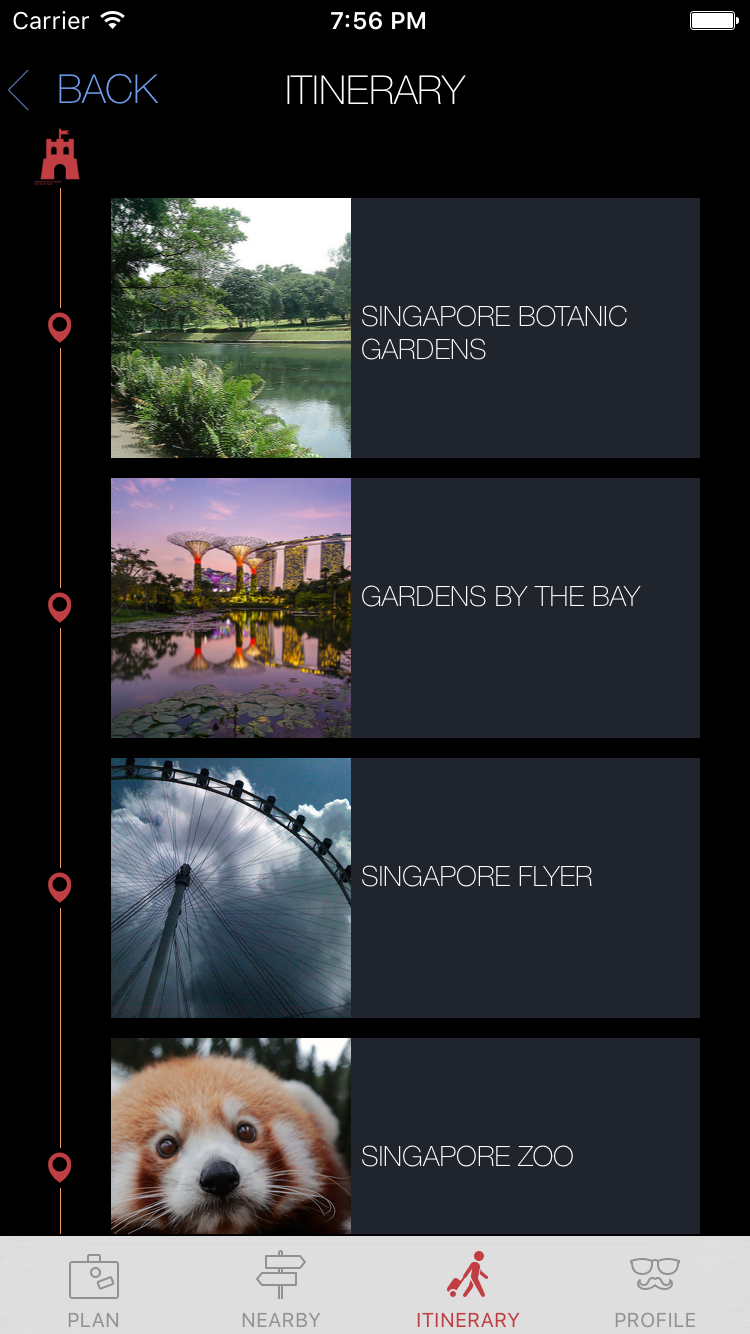 Carrier 7:56 PM
BACK ITINERARY
SINGAPORE BOTANIC
GARDENS
GARDENS BY THE BAY
SINGAPORE FLYER
SINGAPORE ZOO
PLAN NEARBY ITINERARY PROFILE